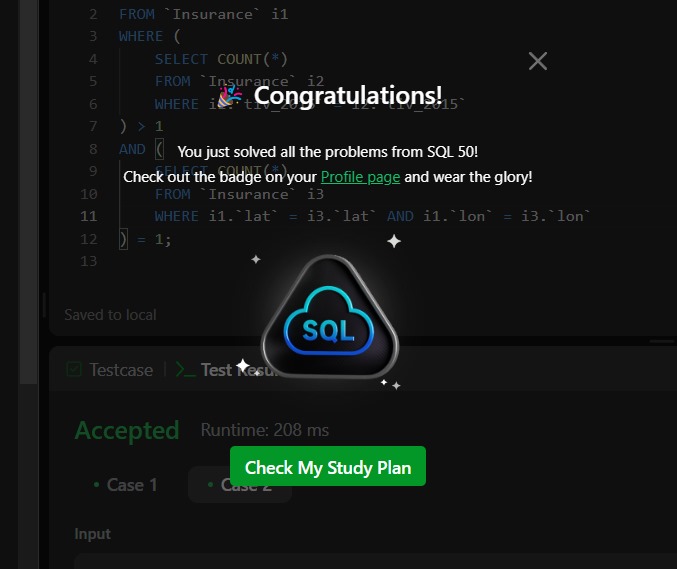 2 FROM `Insurance` i1
3 WHERE (
4 SELECT COUNT(*)
5 FROM `Insurance` i2
🎉 Congratulations!
6 WHERE i1.`tiv_2015` = i2.`tiv_2015`
7 ) > 1
8 AND (
You just solved all the problems from SQL 50!
9 SELECT COUNT(*)
Check out the badge on your Profile page and wear the glory!
10 FROM `Insurance` i3
11 WHERE i1.`lat` = i3.`lat` AND i1.`lon` = i3.`lon`
12 ) = 1;
13
Saved to local
SQL
Testcase
Test Result
Accepted Runtime: 208 ms
Check My Study Plan
• Case 1 • Case 2
Input